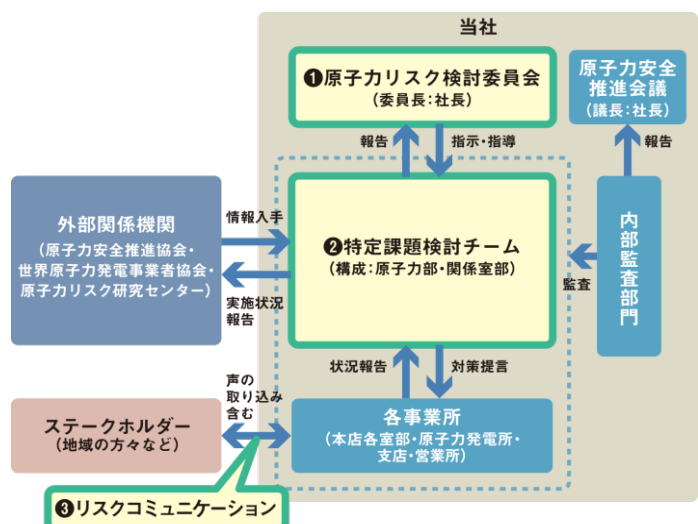 当社
❶原子力リスク検討委員会
(委員長:社長)
原子力安全
推進会議
(議長:社長)
報告
指示・指導
報告
外部関係機関
(原子力安全推進協会・
世界原子力発電事業者協会・
原子力リスク研究センター)
情報入手
実施状況
報告
❷特定課題検討チーム
(構成:原子力部・関係室部)
監査
内部監査部門
状況報告
対策提言
声の
取り込み
含む
ステークホルダー
(地域の方々など)
各事業所
(本店各室部・原子力発電所・
支店・営業所)
❸リスクコミュニケーション